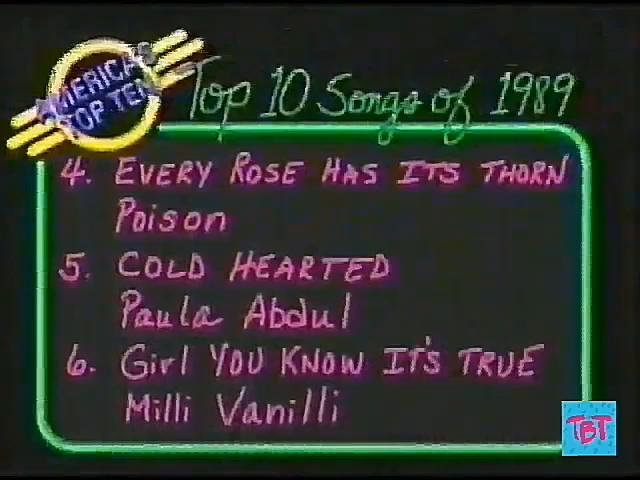 AMERICA'S
TOP TEN
Top 10 Songs of 1989
4. EVERY ROSE HAS ITS THORN
Poison
5. COLD HEARTED
Paula Abdul
6. Girl YOU KNOW IT'S TRUE
Milli Vanilli
TBT